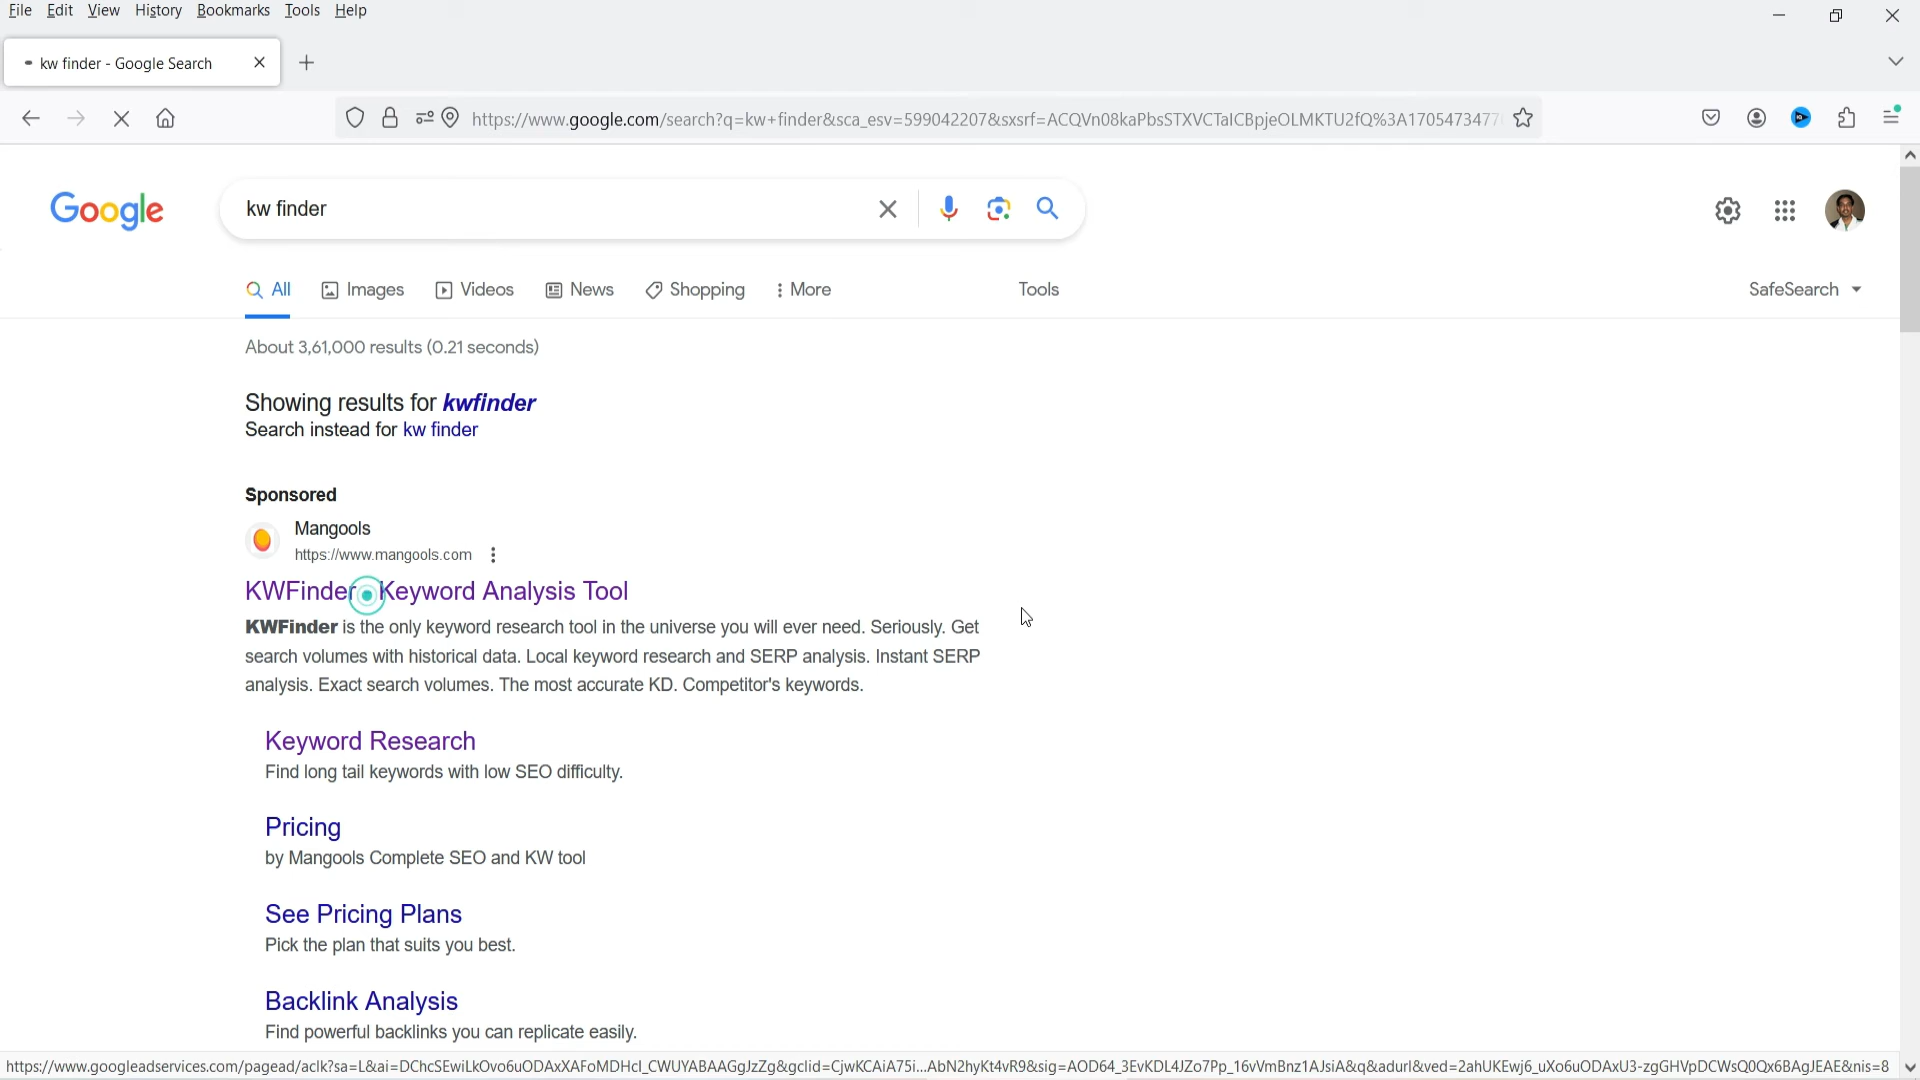 File Edit View History Bookmarks Tools Help
kw finder - Google Search
https://www.google.com/search?q=kw+finder&sca_esv=599042207&sxsrf=ACQVn08kaPbsSTXVCTaICBpjeOLMKTU2fQ%3A1705473477
Google kw finder
All Images Videos News Shopping More Tools SafeSearch
About 3,61,000 results (0.21 seconds)
Showing results for kwfinder
Search instead for kw finder
Sponsored
Mangools
https://www.mangools.com
KWFinder Keyword Analysis Tool
KWFinder is the only keyword research tool in the universe you will ever need. Seriously. Get
search volumes with historical data. Local keyword research and SERP analysis. Instant SERP
analysis. Exact search volumes. The most accurate KD. Competitor's keywords.
Keyword Research
Find long tail keywords with low SEO difficulty.
Pricing
by Mangools Complete SEO and KW tool
See Pricing Plans
Pick the plan that suits you best.
Backlink Analysis
Find powerful backlinks you can replicate easily.
https://www.googleadservices.com/pagead/aclk?sa=L&ai=DChcSEwiLkOvo6uODAxXAFoMDHcI_CWUYABAAGgJzZg&gclid=CjwKCAiA75i...AbN2hyKt4vR9&sig=AOD64_3EvKDL4JZo7Pp_16vVmBnz1AJsiA&q&adurl&ved=2ahUKEwj6_uXo6uODAxU3-zgGHVpDCWsQ0Qx6BAgJEAE&nis=8